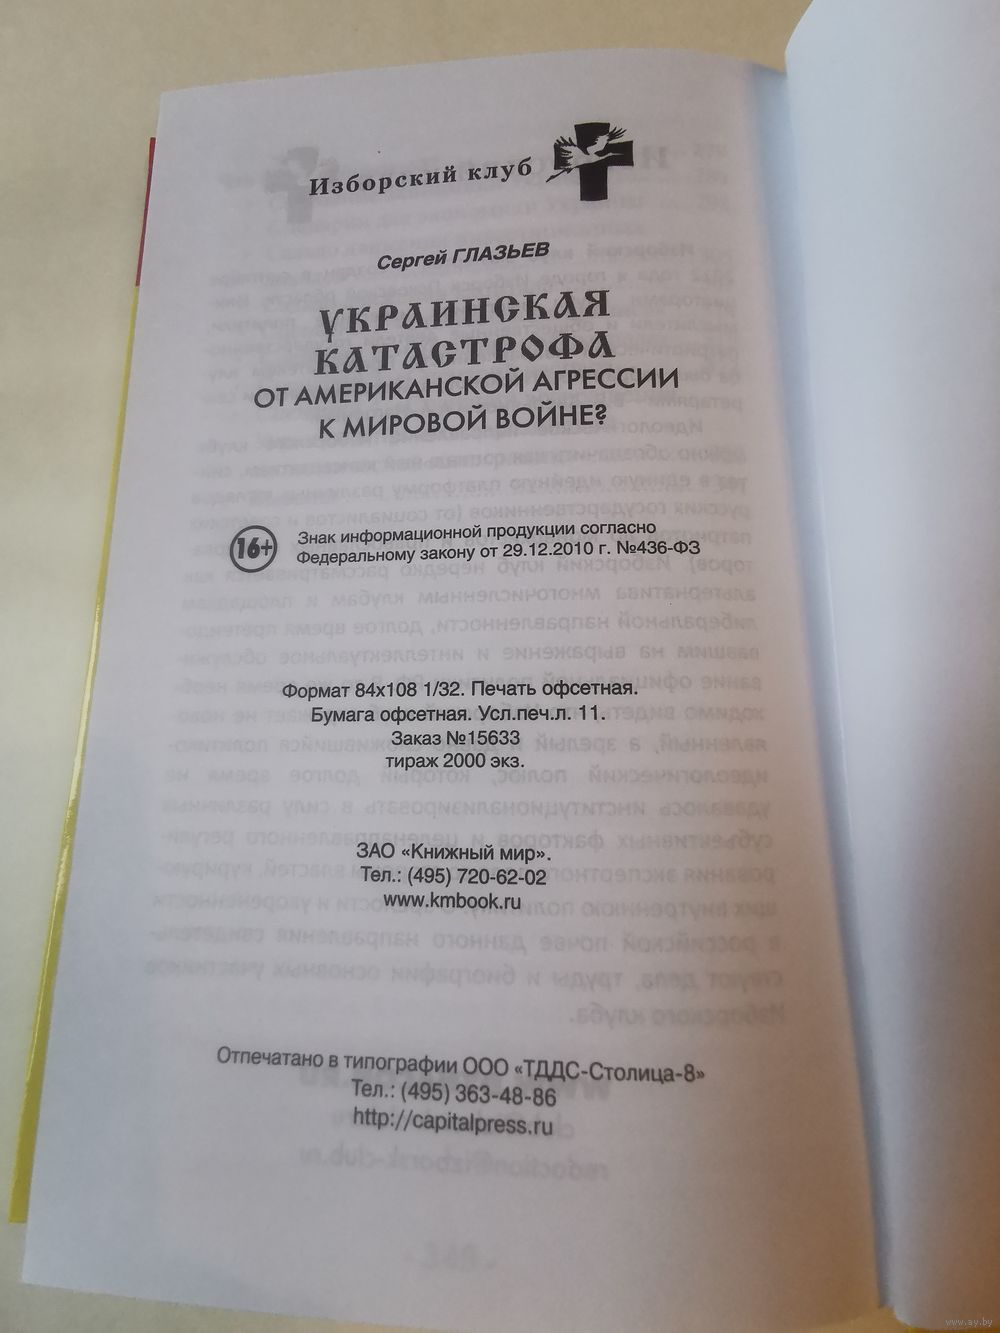 Изборский клуб
Сергей ГЛАЗЬЕВ
УКРАИНСКАЯ
КАТАСТРОФА
ОТ АМЕРИКАНСКОЙ АГРЕССИИ
К МИРОВОЙ ВОЙНЕ?
16+
Знак информационной продукции согласно
Федеральному закону от 29.12.2010 г. №436-ФЗ
Формат 84x108 1/32. Печать офсетная.
Бумага офсетная. Усл.печ.л. 11.
Заказ №15633
тираж 2000 экз.
ЗАО «Книжный мир».
Тел.: (495) 720-62-02
www.kmbook.ru
Отпечатано в типографии ООО «ТДДС-Столица-8»
Тел.: (495) 363-48-86
http://capitalpress.ru
www.ay.by